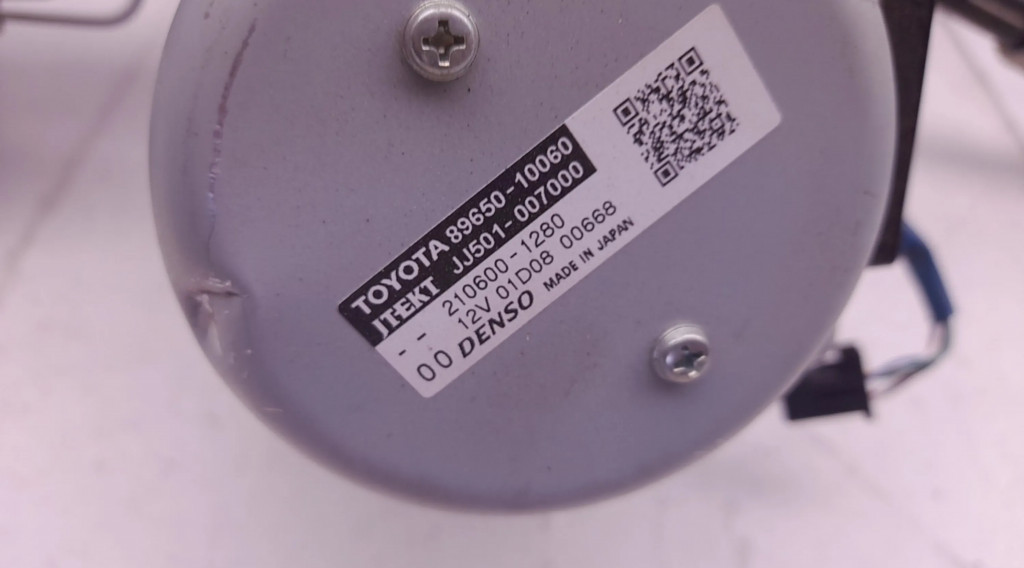 TOYOTA 89650-10060
JTEKT JJ501-007000
-- 210600-1280
12V 01D08 00668
00 DENSO MADE IN JAPAN